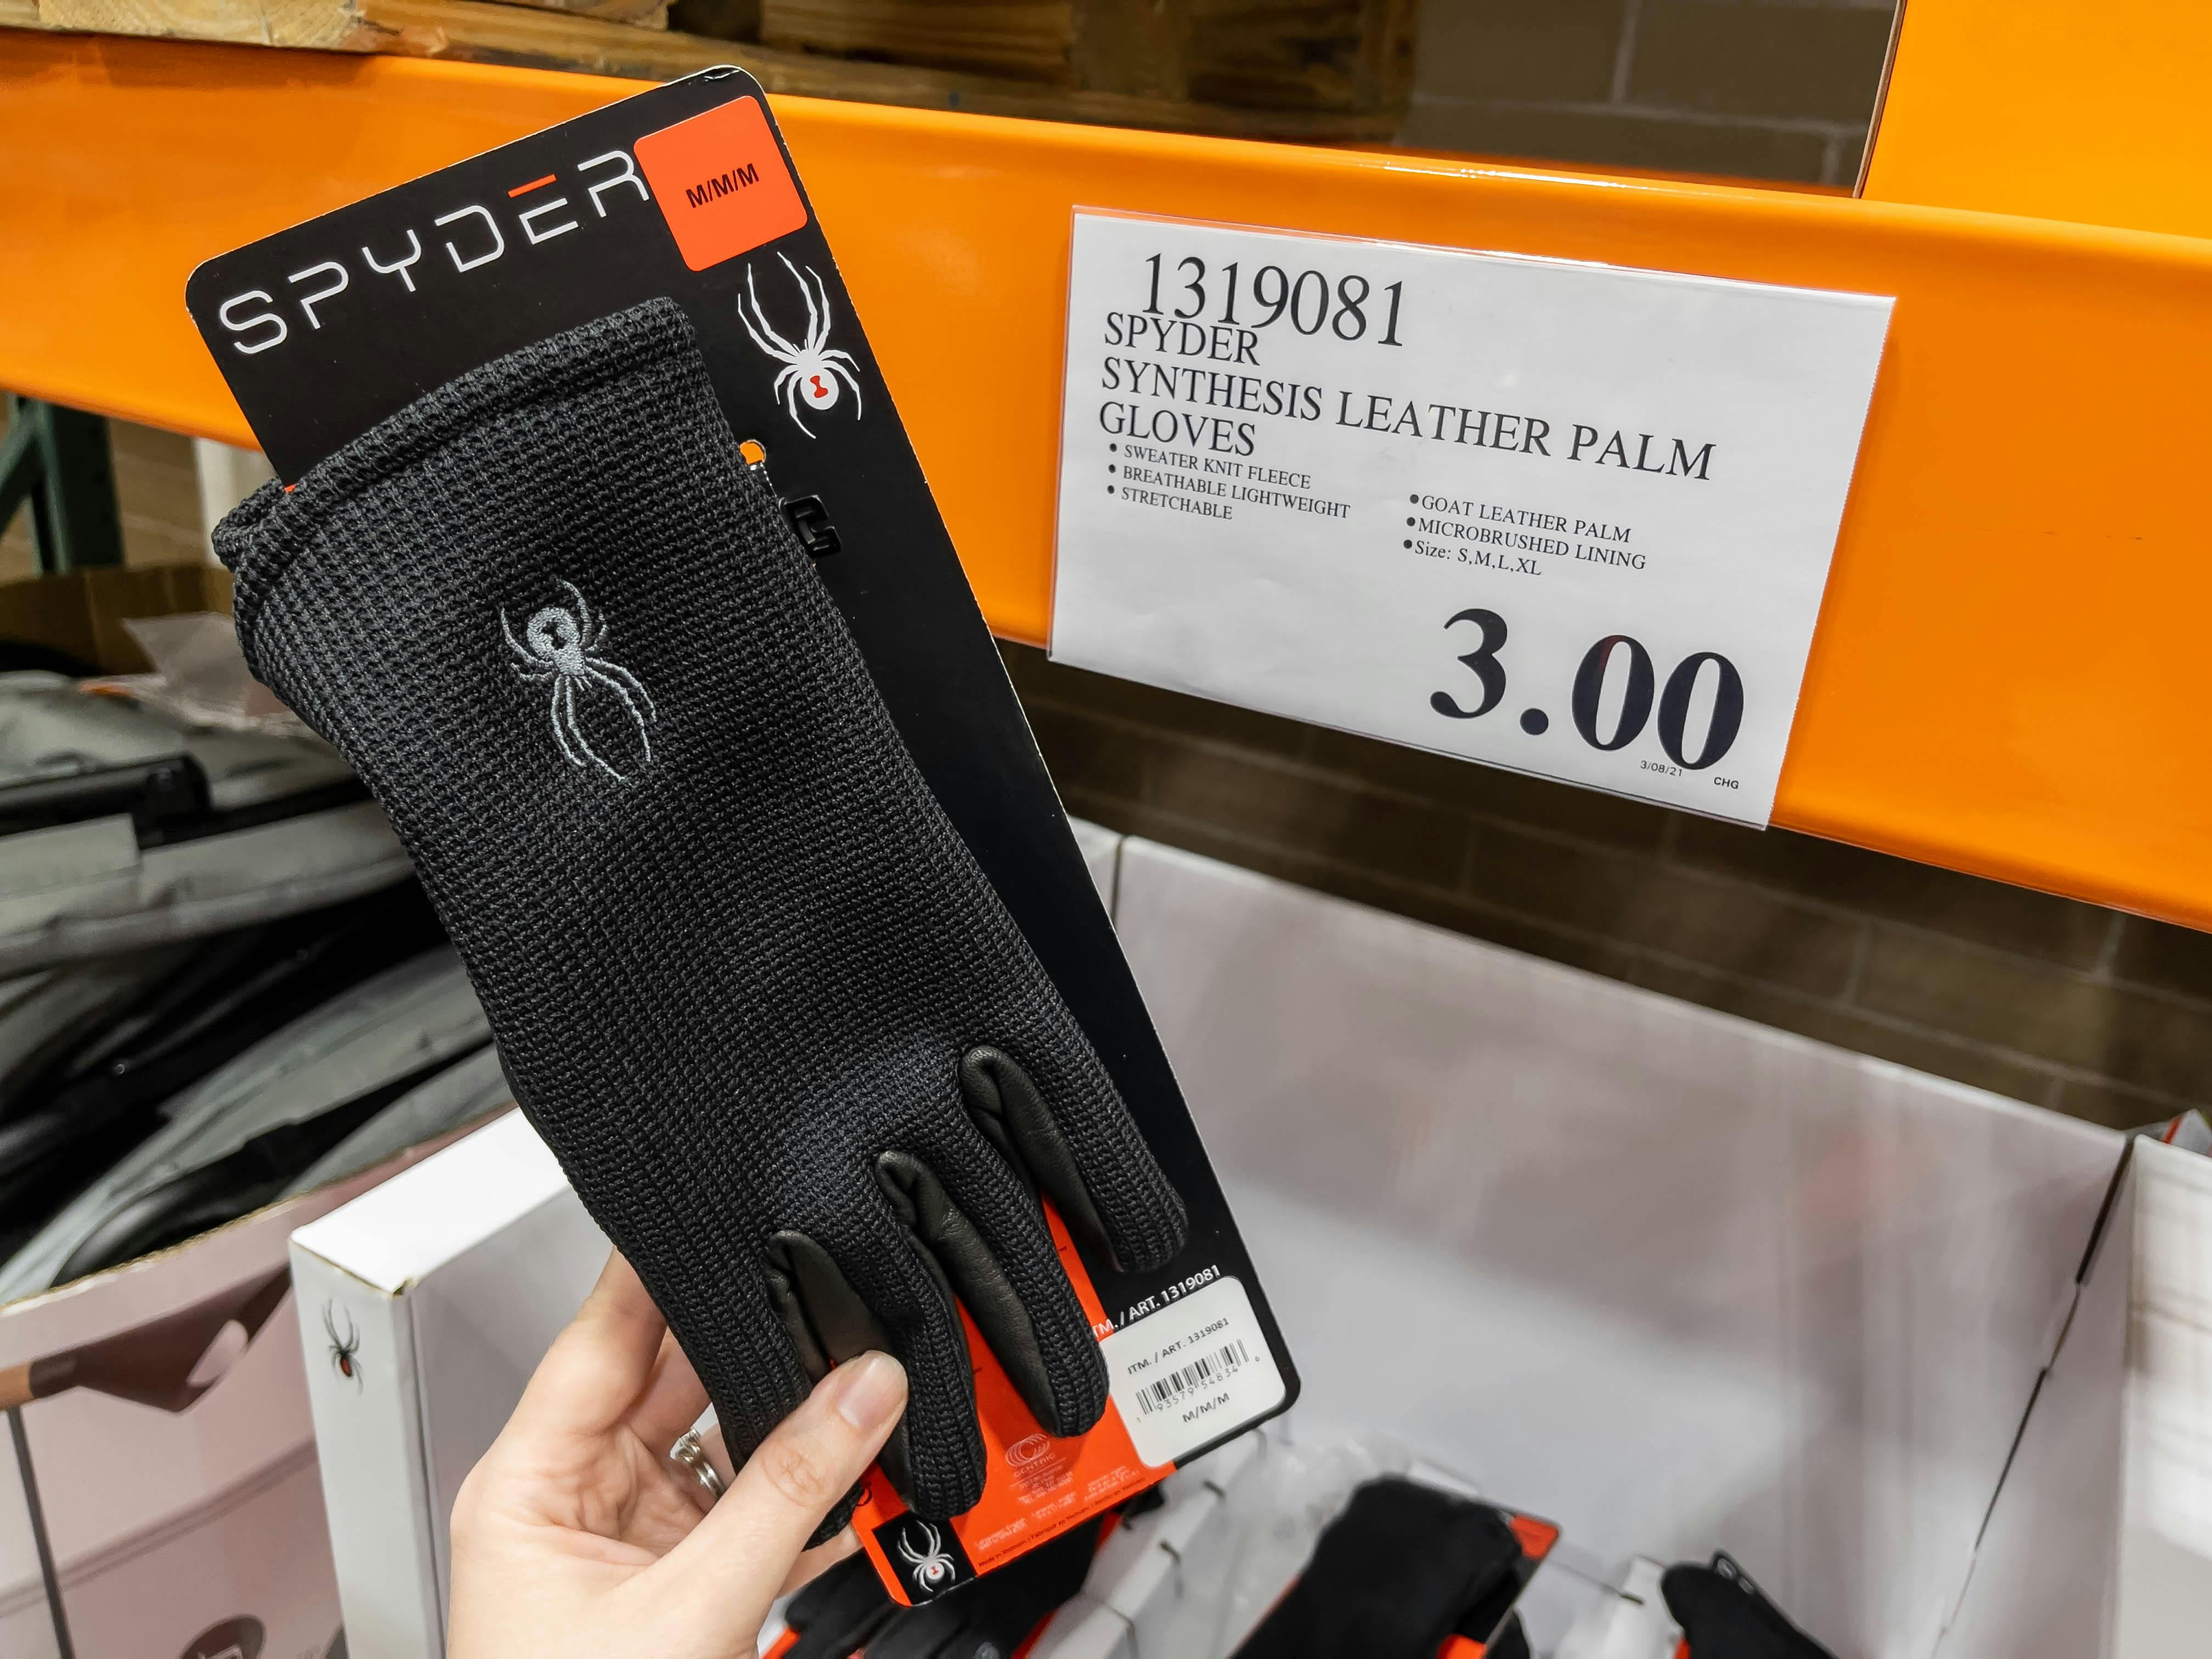 SPYDER
M/M/M
1319081
SPYDER
SYNTHESIS LEATHER PALM
GLOVES
• SWEATER KNIT FLEECE
• BREATHABLE LIGHTWEIGHT
• STRETCHABLE
• GOAT LEATHER PALM
• MICROBRUSHED LINING
• Size: S,M,L,XL
3.00
3/08/21
CHG
/ ART. 1319081
ITM. / ART. 1319081
M/M/M
CENTRIC